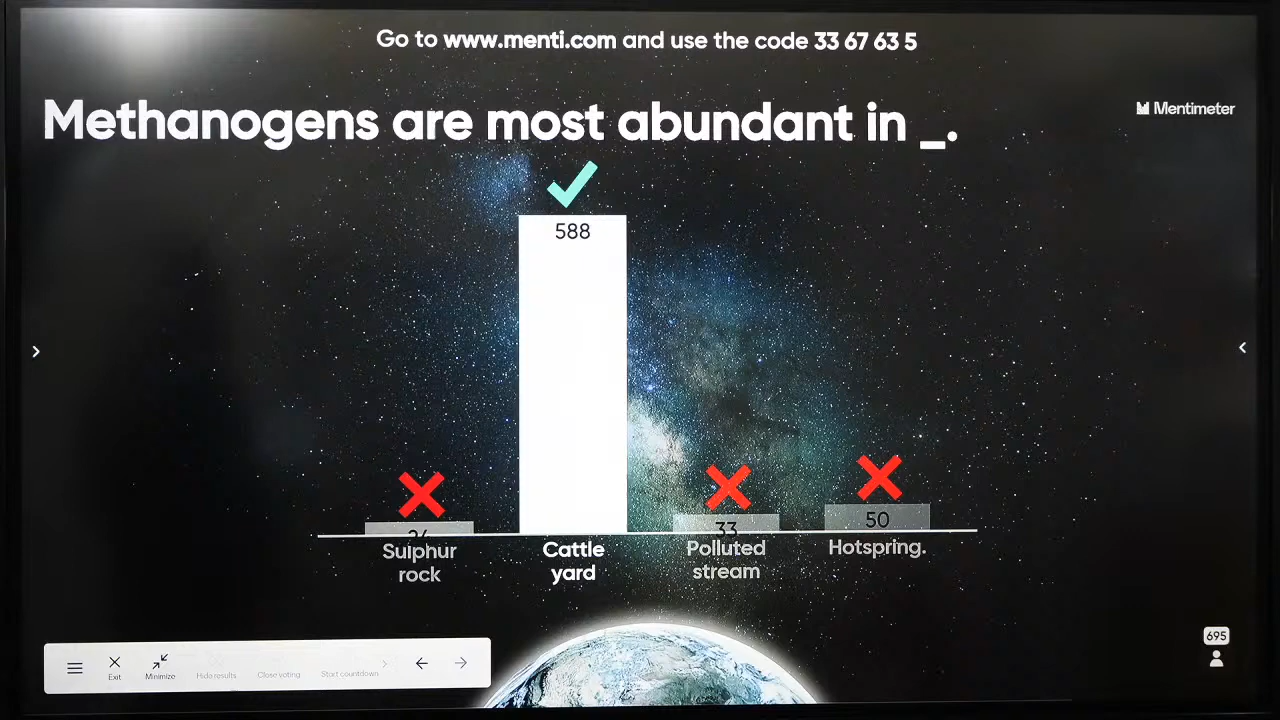 Go to www.menti.com and use the code 33 67 63 5
Methanogens are most abundant in _.
Mentimeter
588
50
33
24
Sulphur
rock
Cattle
yard
Polluted
stream
Hotspring.
695
Exit
Minimize
Hide results
Close voting
Start countdown